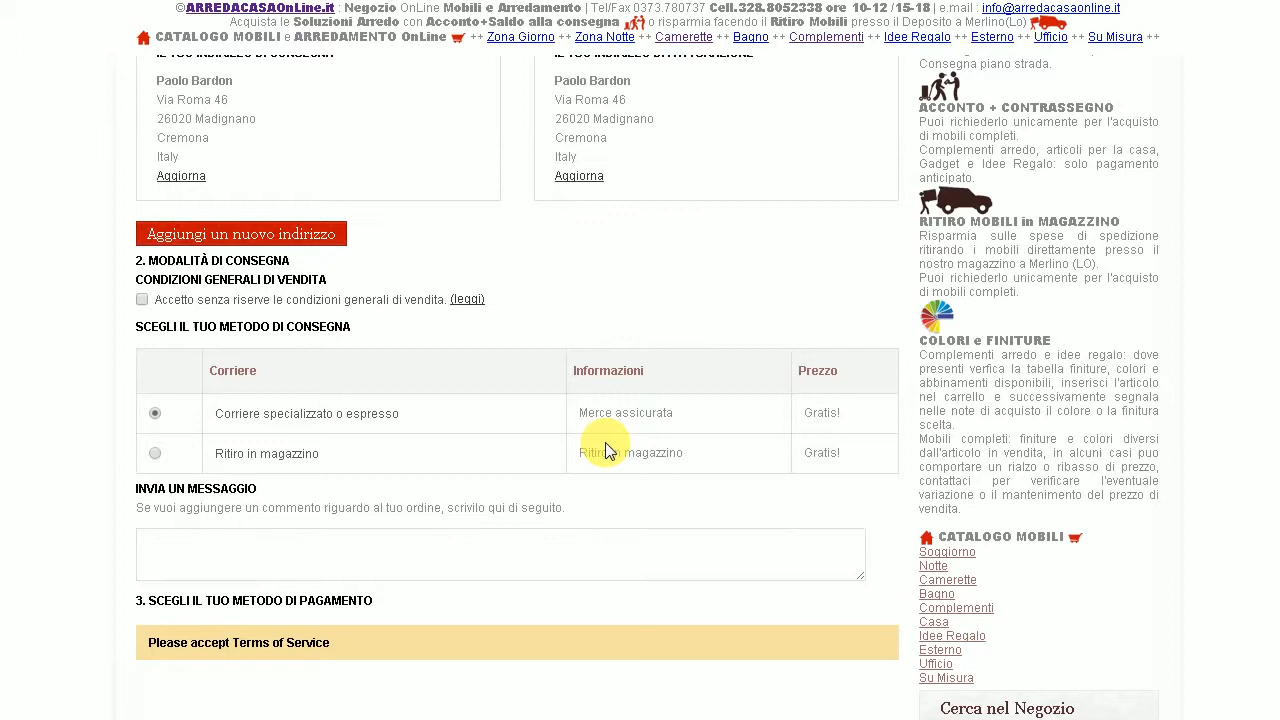 ©ARREDACASAOnLine.it : Negozio OnLine Mobili e Arredamento | Tel/Fax 0373.780737 Cell.328.8052338 ore 10-12 /15-18 | e.mail : info@arredacasaonline.it
Acquista le Soluzioni Arredo con Acconto+Saldo alla consegna o risparmia facendo il Ritiro Mobili presso il Deposito a Merlino(Lo)
CATALOGO MOBILI e ARREDAMENTO OnLine ++ Zona Giorno ++ Zona Notte ++ Camerette ++ Bagno ++ Complementi ++ Idee Regalo ++ Esterno ++ Ufficio ++ Su Misura ++
IL TUO INDIRIZZO DI CONSEGNA
Paolo Bardon
Via Roma 46
26020 Madignano
Cremona
Italy
Aggiorna
IL TUO INDIRIZZO DI FATTURAZIONE
Paolo Bardon
Via Roma 46
26020 Madignano
Cremona
Italy
Aggiorna
Aggiungi un nuovo indirizzo
2. MODALITÀ DI CONSEGNA
CONDIZIONI GENERALI DI VENDITA
Accetto senza riserve le condizioni generali di vendita. (leggi)
SCEGLI IL TUO METODO DI CONSEGNA
Corriere Informazioni Prezzo
Corriere specializzato o espresso Merce assicurata Gratis!
Ritiro in magazzino Ritiro in magazzino Gratis!
INVIA UN MESSAGGIO
Se vuoi aggiungere un commento riguardo al tuo ordine, scrivilo qui di seguito.
3. SCEGLI IL TUO METODO DI PAGAMENTO
Please accept Terms of Service
Consegna piano strada.
ACCONTO + CONTRASSEGNO
Puoi richiederlo unicamente per l'acquisto
di mobili completi.
Complementi arredo, articoli per la casa,
Gadget e Idee Regalo: solo pagamento
anticipato.
RITIRO MOBILI in MAGAZZINO
Risparmia sulle spese di spedizione
ritirando i mobili direttamente presso il
nostro magazzino a Merlino (LO).
Puoi richiederlo unicamente per l'acquisto
di mobili completi.
COLORI e FINITURE
Complementi arredo e idee regalo: dove
presenti verfica la tabella finiture, colori e
abbinamenti disponibili, inserisci l'articolo
nel carrello e successivamente segnala
nelle note di acquisto il colore o la finitura
scelta.
Mobili completi: finiture e colori diversi
dall'articolo in vendita, in alcuni casi puo
comportare un rialzo o ribasso di prezzo,
contattaci per verificare l'eventuale
variazione o il mantenimento del prezzo di
vendita.
CATALOGO MOBILI
Soggiorno
Notte
Camerette
Bagno
Complementi
Casa
Idee Regalo
Esterno
Ufficio
Su Misura
Cerca nel Negozio